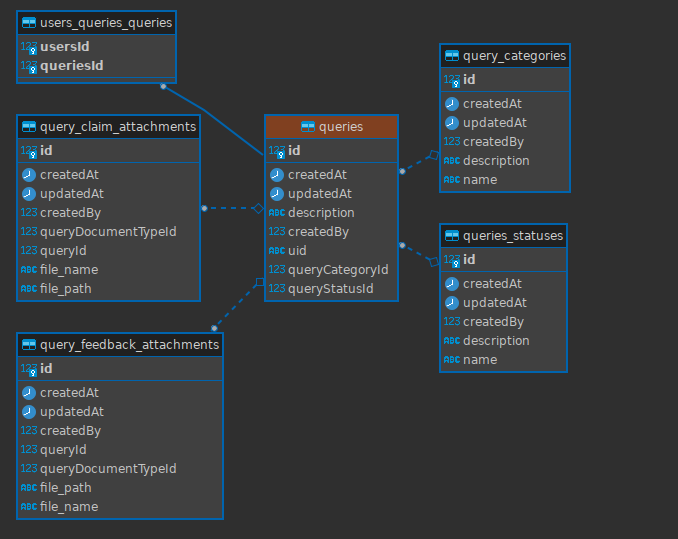 users_queries_queries
123 usersId
123 queriesId
query_claim_attachments
123 id
createdAt
updatedAt
123 createdBy
123 queryDocumentTypeId
123 queryId
ABC file_name
ABC file_path
query_feedback_attachments
123 id
createdAt
updatedAt
123 createdBy
123 queryId
123 queryDocumentTypeId
ABC file_path
ABC file_name
queries
123 id
createdAt
updatedAt
ABC description
123 createdBy
ABC uid
123 queryCategoryId
123 queryStatusId
query_categories
123 id
createdAt
updatedAt
123 createdBy
ABC description
ABC name
queries_statuses
123 id
createdAt
updatedAt
123 createdBy
ABC description
ABC name